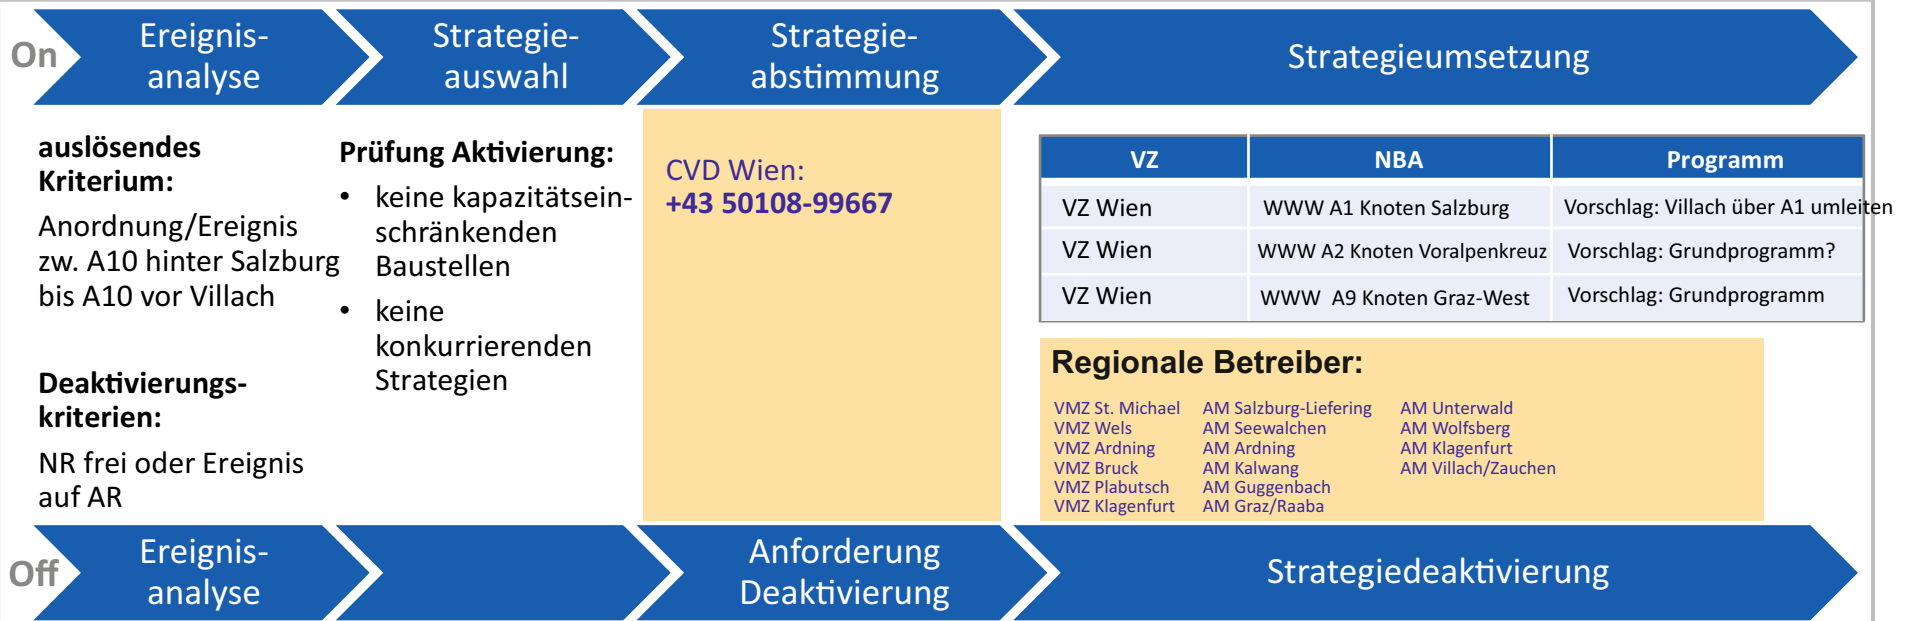 On
Ereignis-
analyse
Strategie-
auswahl
Strategie-
abstimmung
Strategieumsetzung
auslösendes
Kriterium:
Anordnung/Ereignis
zw. A10 hinter Salzburg
bis A10 vor Villach
Deaktivierungs-
kriterien:
NR frei oder Ereignis
auf AR
Prüfung Aktivierung:
• keine kapazitätsein-
schränkenden
Baustellen
• keine
konkurrierenden
Strategien
CVD Wien:
+43 50108-99667
VZ NBA Programm
VZ Wien WWW A1 Knoten Salzburg Vorschlag: Villach über A1 umleiten
VZ Wien WWW A2 Knoten Voralpenkreuz Vorschlag: Grundprogramm?
VZ Wien WWW A9 Knoten Graz-West Vorschlag: Grundprogramm
Regionale Betreiber:
VMZ St. Michael AM Salzburg-Liefering AM Unterwald
VMZ Wels AM Seewalchen AM Wolfsberg
VMZ Ardning AM Ardning AM Klagenfurt
VMZ Bruck AM Kalwang AM Villach/Zauchen
VMZ Plabutsch AM Guggenbach
VMZ Klagenfurt AM Graz/Raaba
Off
Ereignis-
analyse
Anforderung
Deaktivierung
Strategiedeaktivierung